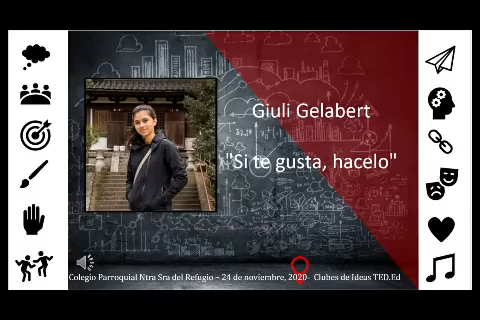 Giuli Gelabert
"Si te gusta, hacelo"
Colegio Parroquial Ntra Sra del Refugio – 24 de noviembre, 2020- Clubes de Ideas TED.Ed